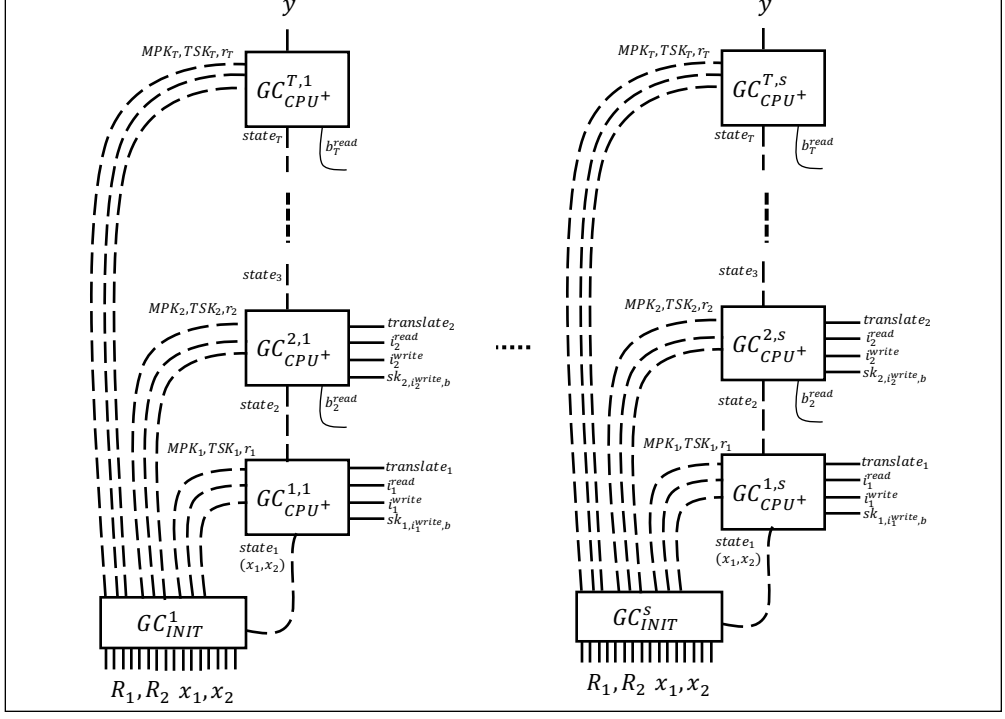 y
MPK_T,TSK_T,r_T
GC_{CPU^+}^{T,1}
state_T
b_T^{read}
state_3
MPK_2,TSK_2,r_2
GC_{CPU^+}^{2,1}
translate_2
i_2^{read}
i_2^{write}
sk_{2,i_2^{write},b}
state_2
b_2^{read}
MPK_1,TSK_1,r_1
GC_{CPU^+}^{1,1}
translate_1
i_1^{read}
i_1^{write}
sk_{1,i_1^{write},b}
state_1
(x_1,x_2)
GC_{INIT}^1
R_1,R_2 x_1,x_2
y
MPK_T,TSK_T,r_T
GC_{CPU^+}^{T,s}
state_T
b_T^{read}
state_3
MPK_2,TSK_2,r_2
GC_{CPU^+}^{2,s}
translate_2
i_2^{read}
i_2^{write}
sk_{2,i_2^{write},b}
state_2
b_2^{read}
MPK_1,TSK_1,r_1
GC_{CPU^+}^{1,s}
translate_1
i_1^{read}
i_1^{write}
sk_{1,i_1^{write},b}
state_1
(x_1,x_2)
GC_{INIT}^s
R_1,R_2 x_1,x_2